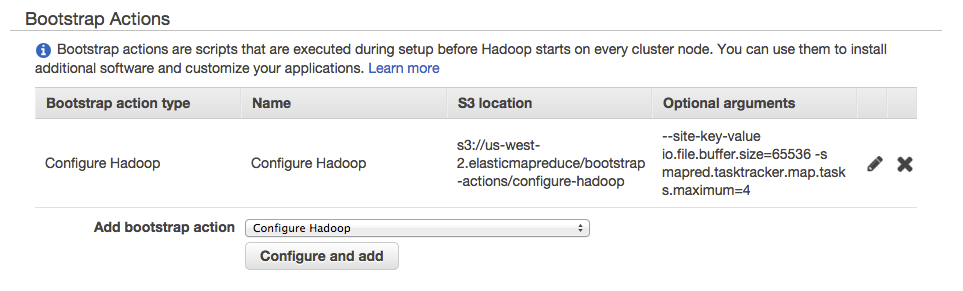 Bootstrap Actions
Bootstrap actions are scripts that are executed during setup before Hadoop starts on every cluster node. You can use them to install
additional software and customize your applications. Learn more
Bootstrap action type Name S3 location Optional arguments
Configure Hadoop
Configure Hadoop
s3://us-west-
2.elasticmapreduce/bootstrap
-actions/configure-hadoop
--site-key-value
io.file.buffer.size=65536 -s
mapred.tasktracker.map.task
s.maximum=4
Add bootstrap action Configure Hadoop
Configure and add